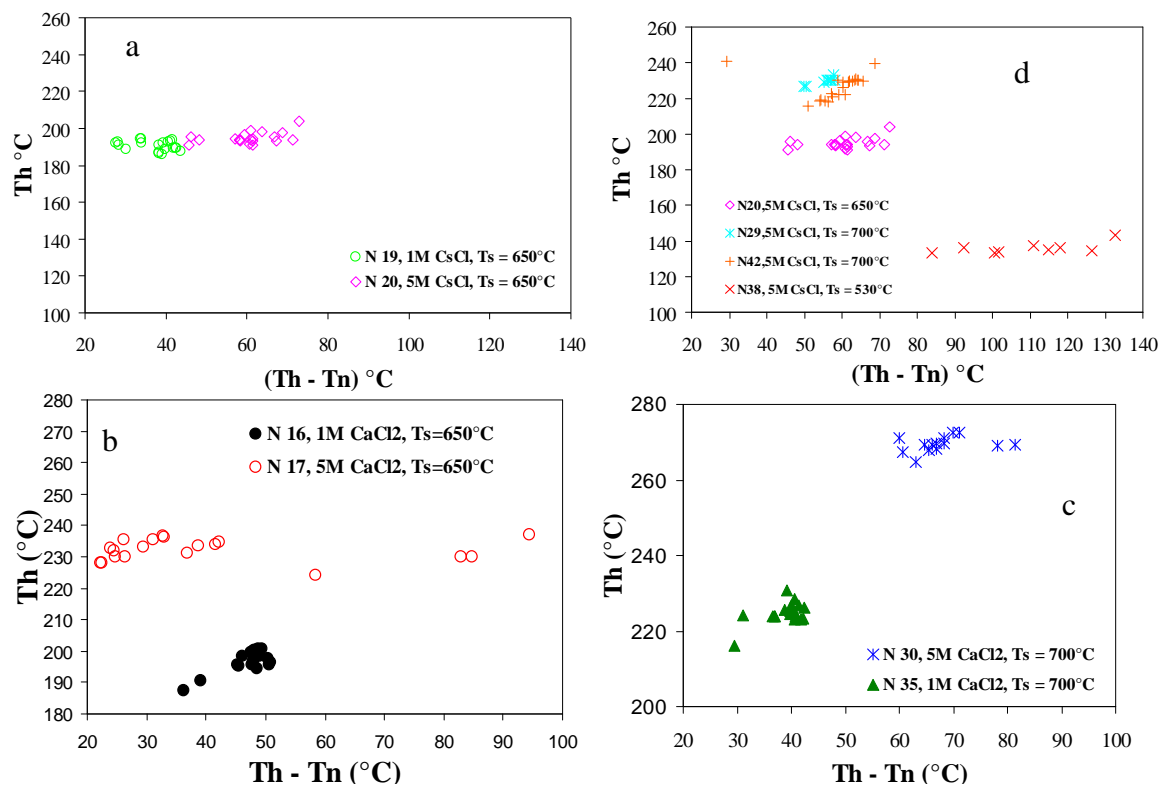 a
260
240
220
200
180
160
140
120
100
Th °C
N 19, 1M CsCl, Ts = 650°C
N 20, 5M CsCl, Ts = 650°C
20 40 60 80 100 120 140
(Th - Tn) °C
d
260
240
220
200
180
160
140
120
100
Th °C
N20,5M CsCl, Ts = 650°C
N29,5M CsCl, Ts = 700°C
N42,5M CsCl, Ts = 700°C
N38, 5M CsCl, Ts = 530°C
20 30 40 50 60 70 80 90 100 110 120 130 140
(Th - Tn) °C
b
280
270
260
250
240
230
220
210
200
190
180
Th (°C)
N 16, 1M CaCl2, Ts=650°C
N 17, 5M CaCl2, Ts=650°C
20 30 40 50 60 70 80 90 100
Th - Tn (°C)
c
280
260
240
220
200
Th (°C)
N 30, 5M CaCl2, Ts = 700°C
N 35, 1M CaCl2, Ts = 700°C
20 30 40 50 60 70 80 90 100
Th - Tn (°C)